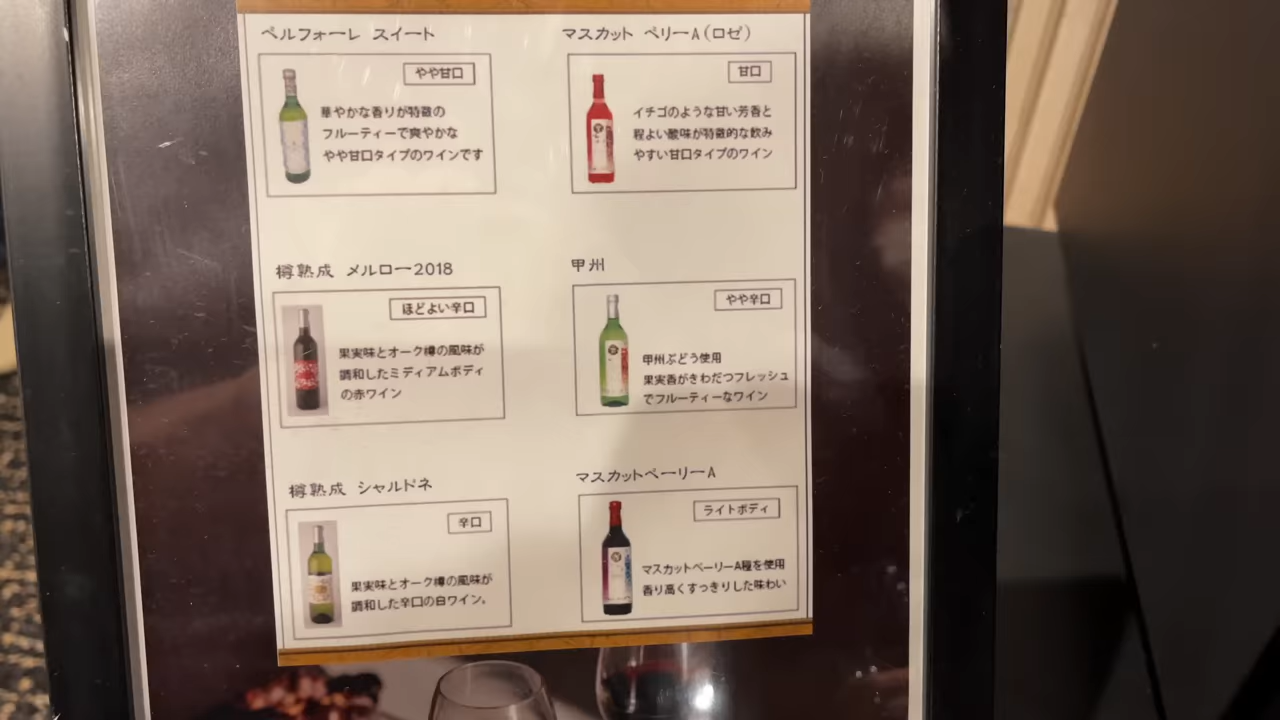 ペルフォーレ スイート
やや甘口
華やかな香りが特徴の
フルーティーで爽やかな
やや甘口タイプのワインです
マスカット ベリーA(ロゼ)
甘口
イチゴのような甘い芳香と
程よい酸味が特徴的な飲み
やすい甘口タイプのワイン
樽熟成 メルロー2018
ほどよい辛口
果実味とオーク樽の風味が
調和したミディアムボディ
の赤ワイン
甲州
やや辛口
甲州ぶどう使用
果実香がきわだつフレッシュ
でフルーティーなワイン
樽熟成 シャルドネ
辛口
果実味とオーク樽の風味が
調和した辛口の白ワイン。
マスカットベーリーA
ライトボディ
マスカットベーリーA種を使用
香り高くすっきりした味わい